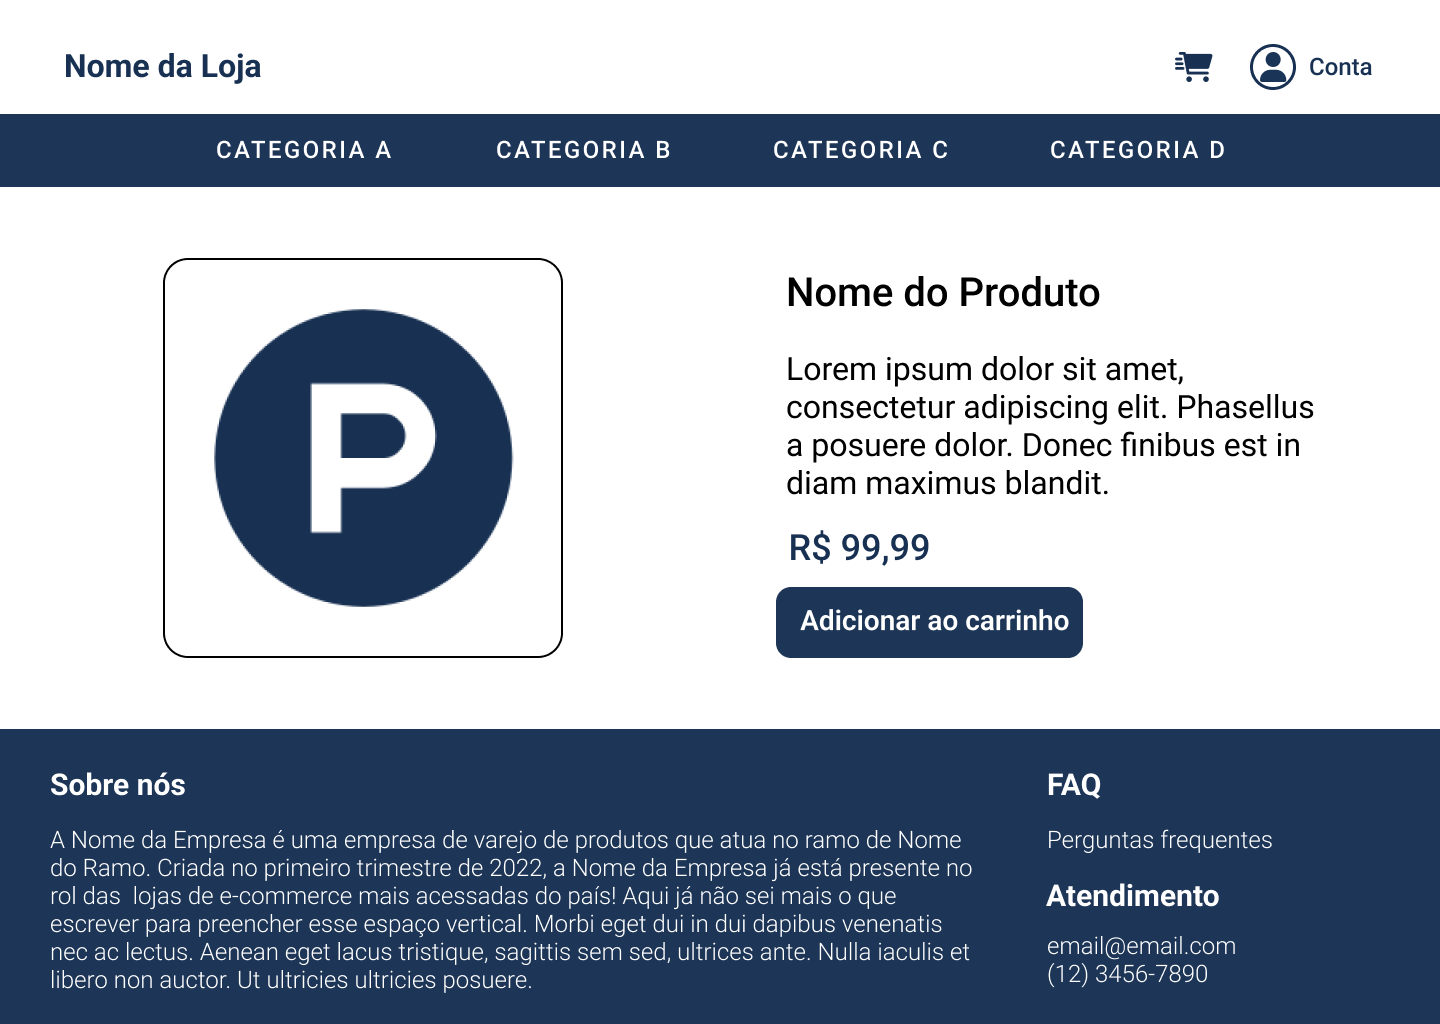 Nome da Loja
Conta
CATEGORIA A
CATEGORIA B
CATEGORIA C
CATEGORIA D
P
Nome do Produto
Lorem ipsum dolor sit amet,
consectetur adipiscing elit. Phasellus
a posuere dolor. Donec finibus est in
diam maximus blandit.
R$ 99,99
Adicionar ao carrinho
Sobre nós
A Nome da Empresa é uma empresa de varejo de produtos que atua no ramo de Nome
do Ramo. Criada no primeiro trimestre de 2022, a Nome da Empresa já está presente no
rol das  lojas de e-commerce mais acessadas do país! Aqui já não sei mais o que
escrever para preencher esse espaço vertical. Morbi eget dui in dui dapibus venenatis
nec ac lectus. Aenean eget lacus tristique, sagittis sem sed, ultrices ante. Nulla iaculis et
libero non auctor. Ut ultricies ultricies posuere.
FAQ
Perguntas frequentes
Atendimento
email@email.com
(12) 3456-7890